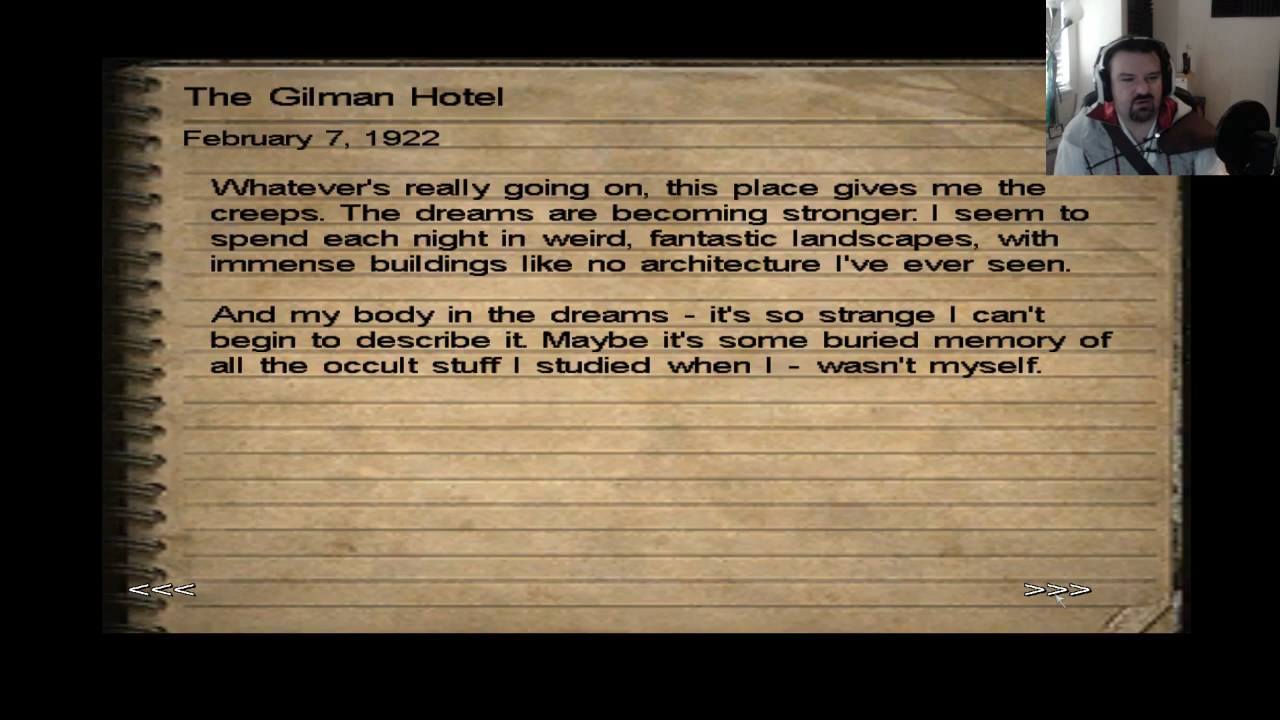 The Gilman Hotel
February 7, 1922
Whatever's really going on, this place gives me the
creeps. The dreams are becoming stronger: I seem to
spend each night in weird, fantastic landscapes, with
immense buildings like no architecture I've ever seen.
And my body in the dreams - it's so strange I can't
begin to describe it. Maybe it's some buried memory of
all the occult stuff I studied when I - wasn't myself.
<<< >>>